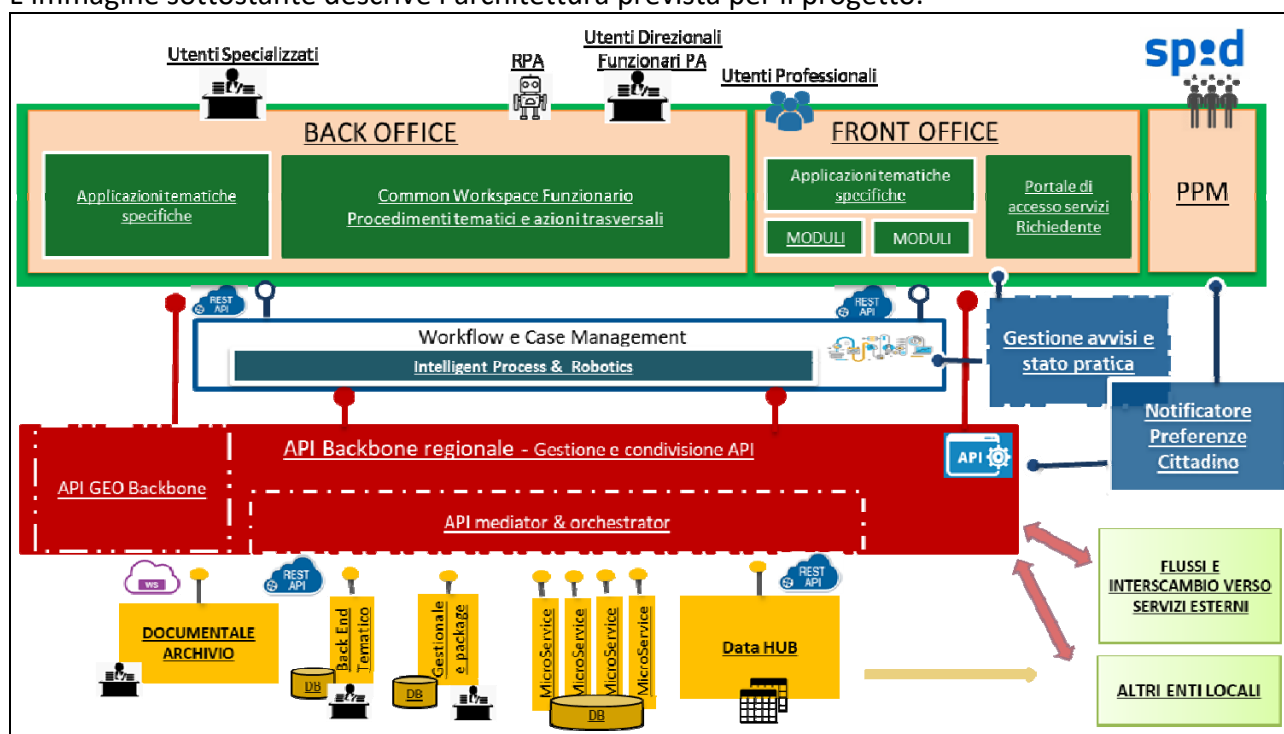 L'immagine sottostante descrive l'architettura prevista per il progetto:
Utenti Specializzati
RPA
Utenti Direzionali
Funzionari PA
Utenti Professionali
spid
BACK OFFICE
FRONT OFFICE
PPM
Applicazioni tematiche
specifiche
Common Workspace Funzionario
Procedimenti tematici e azioni trasversali
Applicazioni tematiche
specifiche
MODULI
MODULI
Portale di
accesso servizi
Richiedente
REST
API
REST
API
Workflow e Case Management
Intelligent Process & Robotics
Gestione avvisi e
stato pratica
Notificatore
Preferenze
Cittadino
API Backbone regionale - Gestione e condivisione API
API
API GEO Backbone
API mediator & orchestrator
WS
REST
API
REST
API
DOCUMENTALE
ARCHIVIO
Back End
Tematico
DB
Gestionale
e package
DB
MicroService
MicroService
MicroService
MicroService
DB
Data HUB
FLUSSI E
INTERSCAMBIO VERSO
SERVIZI ESTERNI
ALTRI ENTI LOCALI